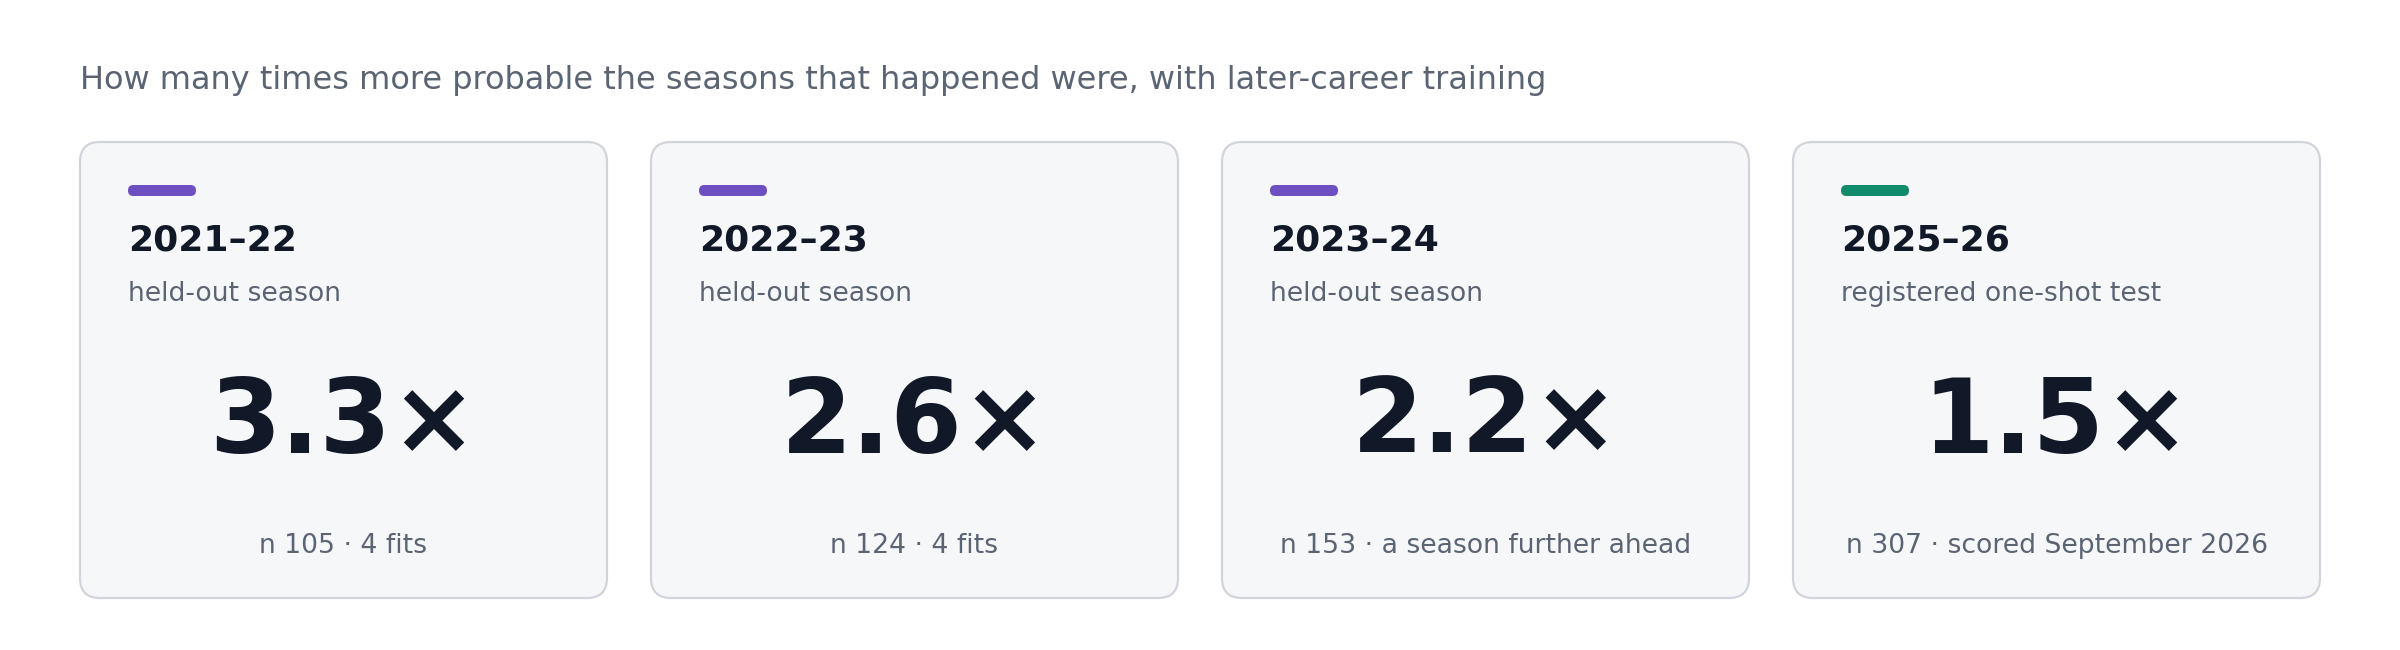 How many times more probable the seasons that happened were, with later-career training
2021–22
held-out season
3.3×
n 105 · 4 fits
2022–23
held-out season
2.6×
n 124 · 4 fits
2023–24
held-out season
2.2×
n 153 · a season further ahead
2025–26
registered one-shot test
1.5×
n 307 · scored September 2026